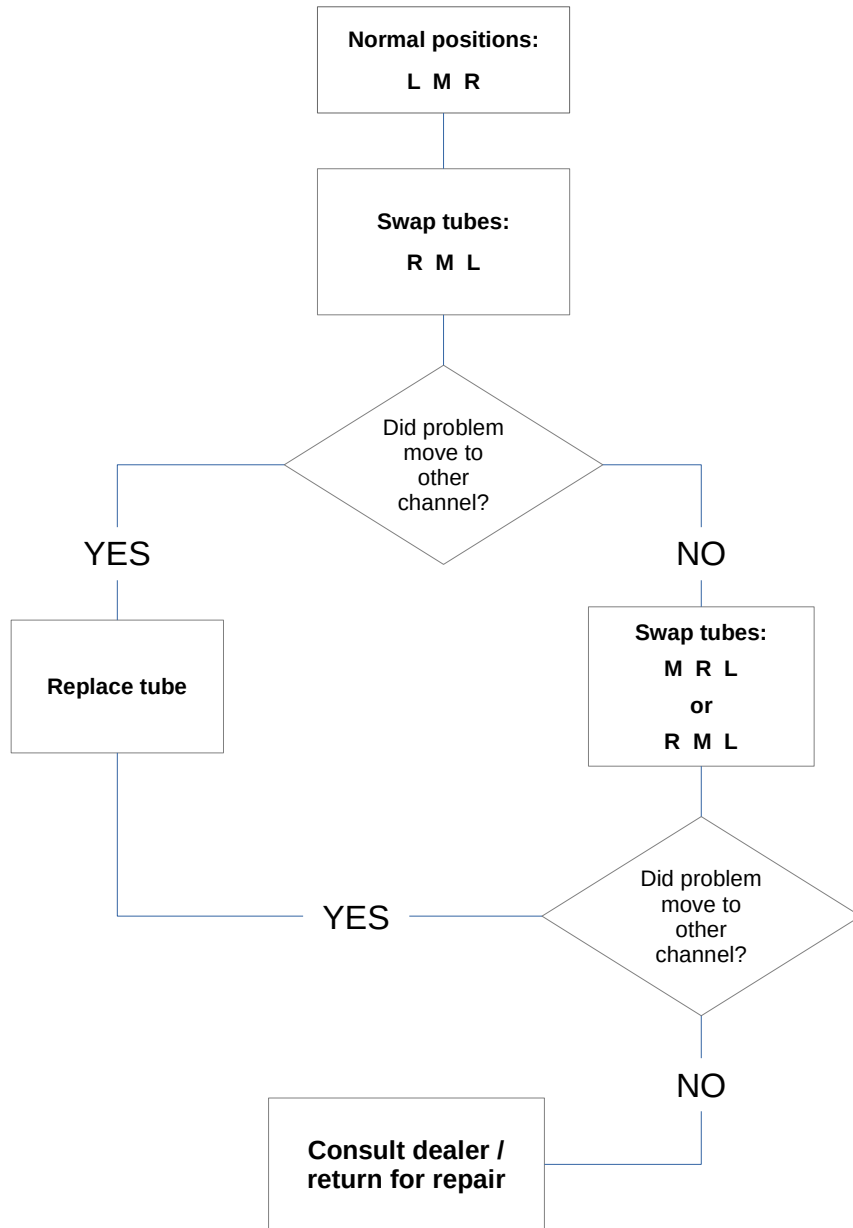 Normal positions:
L M R
Swap tubes:
R M L
Did problem
move to
other
channel?
YES
NO
Replace tube
Swap tubes:
M R L
or
R M L
Did problem
move to
other
channel?
YES
NO
Consult dealer /
return for repair